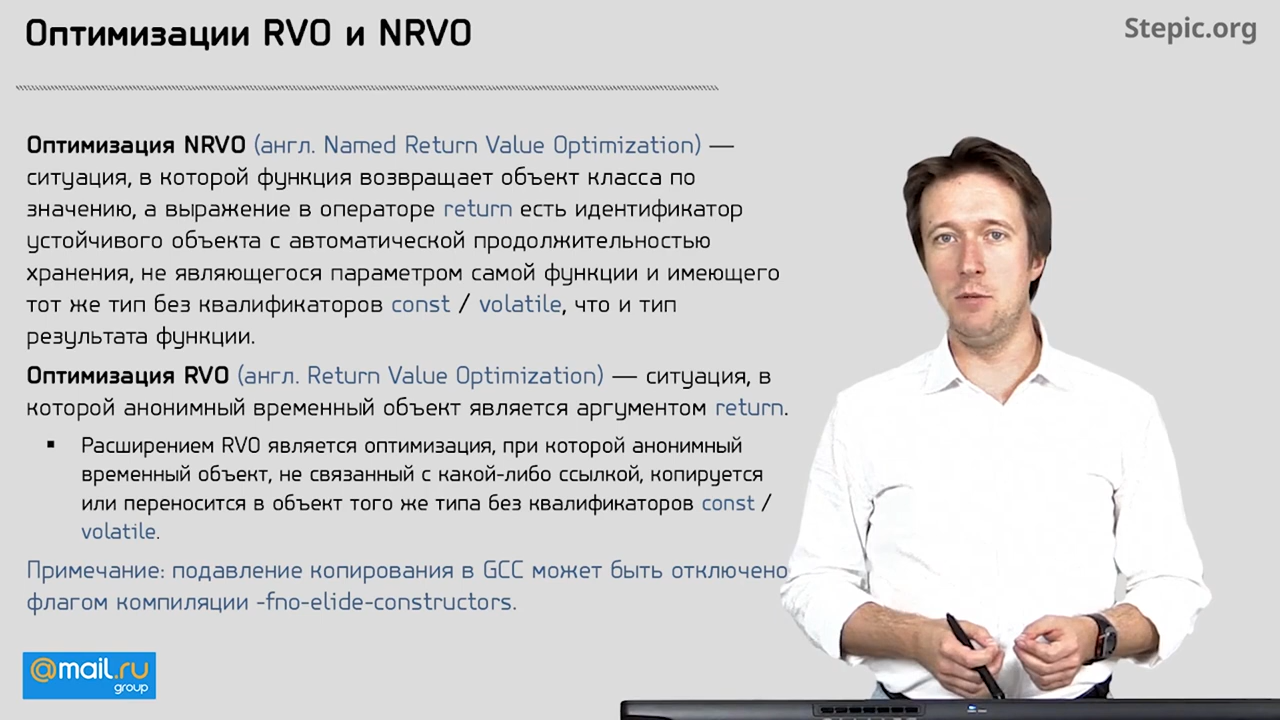 Оптимизации RVO и NRVO
Stepic.org
Оптимизация NRVO (англ. Named Return Value Optimization) —
ситуация, в которой функция возвращает объект класса по
значению, а выражение в операторе return есть идентификатор
устойчивого объекта с автоматической продолжительностью
хранения, не являющегося параметром самой функции и имеющего
тот же тип без квалификаторов const / volatile, что и тип
результата функции.
Оптимизация RVO (англ. Return Value Optimization) — ситуация, в
которой анонимный временный объект является аргументом return.
▪ Расширением RVO является оптимизация, при которой анонимный
временный объект, не связанный с какой-либо ссылкой, копируется
или переносится в объект того же типа без квалификаторов const /
volatile.
Примечание: подавление копирования в GCC может быть отключено
флагом компиляции -fno-elide-constructors.
@mail.ru
group